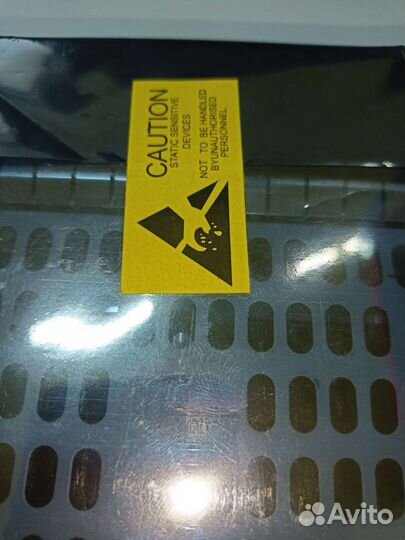 CAUTION
STATIC SENSITIVE
DEVICES
NOT TO BE HANDLED
BYUNAUTHORISED
PERSONNEL
Avito